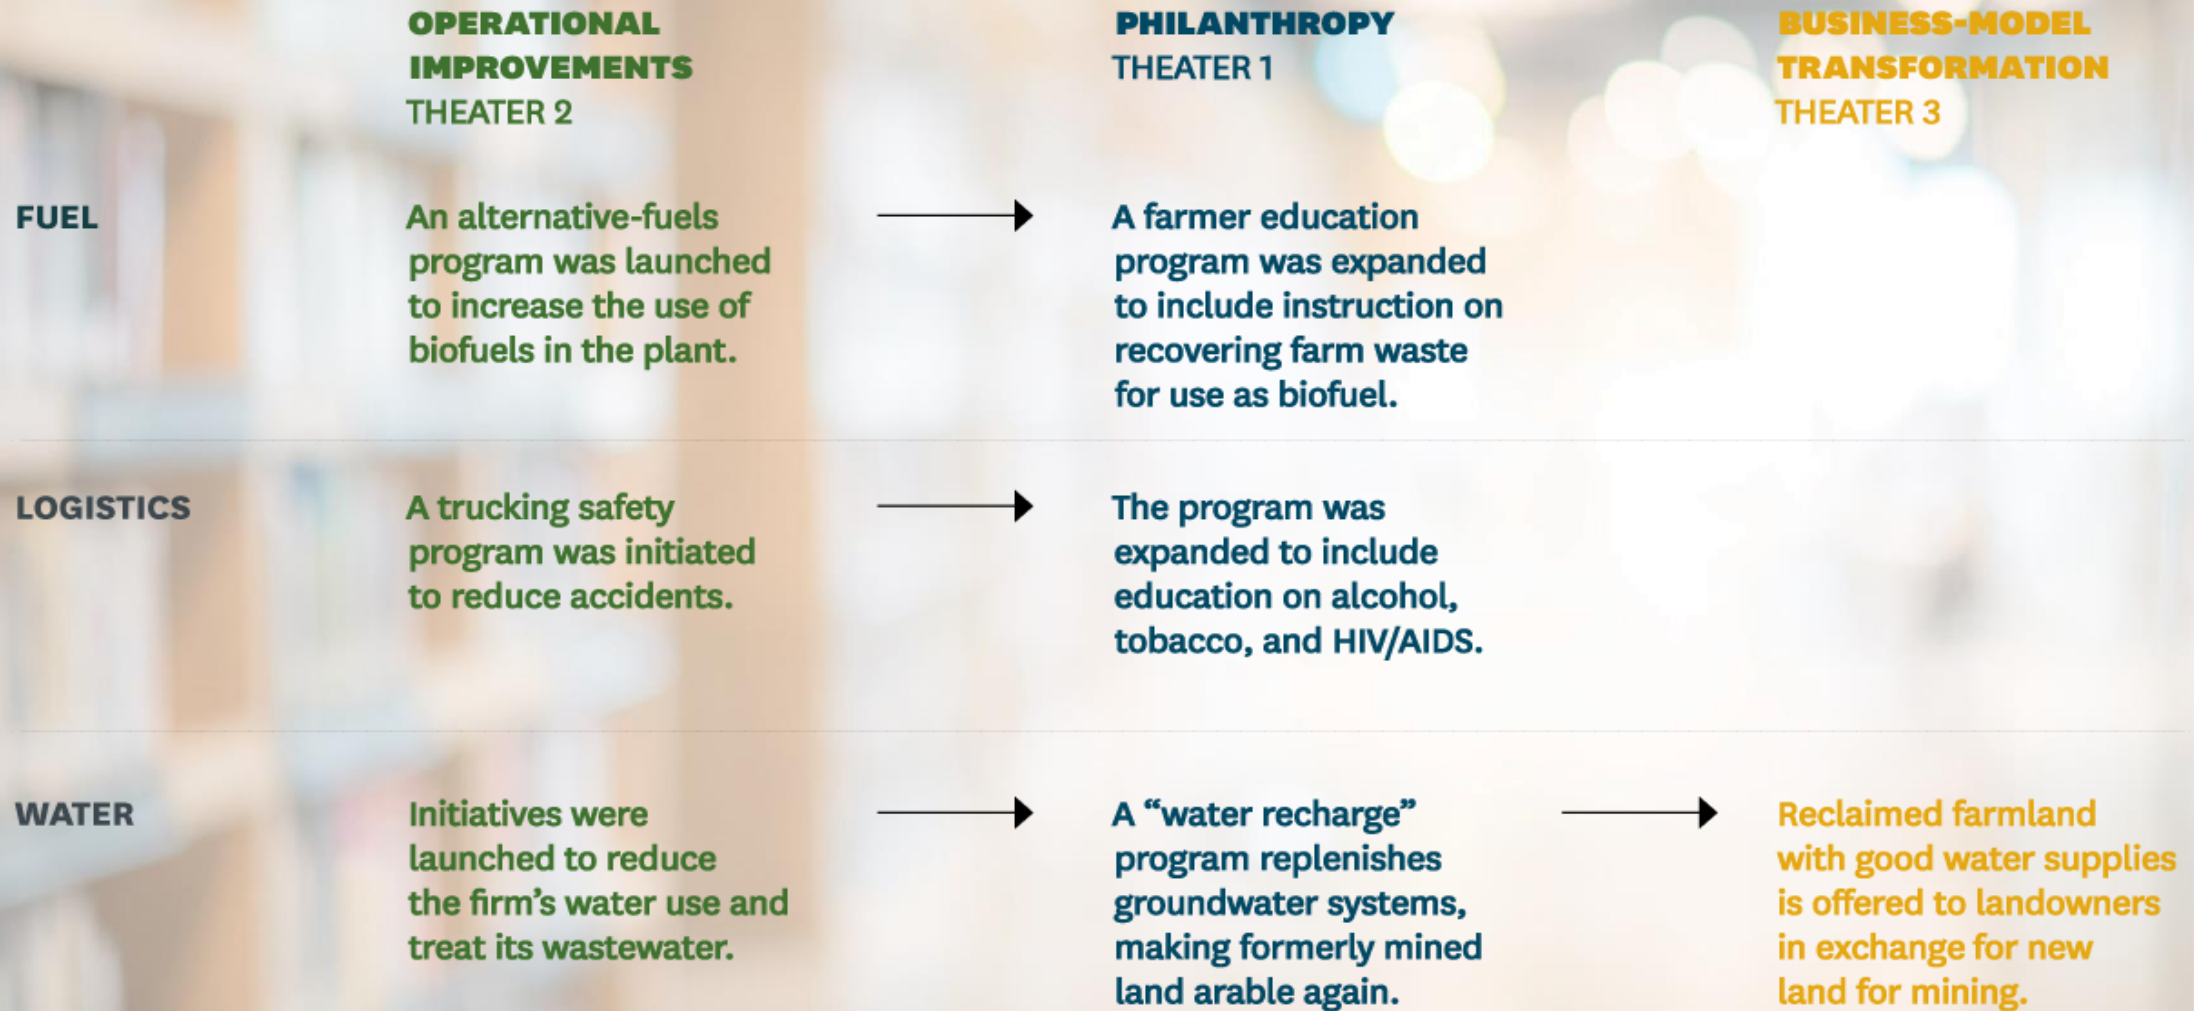 OPERATIONAL
IMPROVEMENTS
THEATER 2
PHILANTHROPY
THEATER 1
BUSINESS-MODEL
TRANSFORMATION
THEATER 3
FUEL
An alternative-fuels
program was launched
to increase the use of
biofuels in the plant.
A farmer education
program was expanded
to include instruction on
recovering farm waste
for use as biofuel.
LOGISTICS
A trucking safety
program was initiated
to reduce accidents.
The program was
expanded to include
education on alcohol,
tobacco, and HIV/AIDS.
WATER
Initiatives were
launched to reduce
the firm’s water use and
treat its wastewater.
A “water recharge”
program replenishes
groundwater systems,
making formerly mined
land arable again.
Reclaimed farmland
with good water supplies
is offered to landowners
in exchange for new
land for mining.